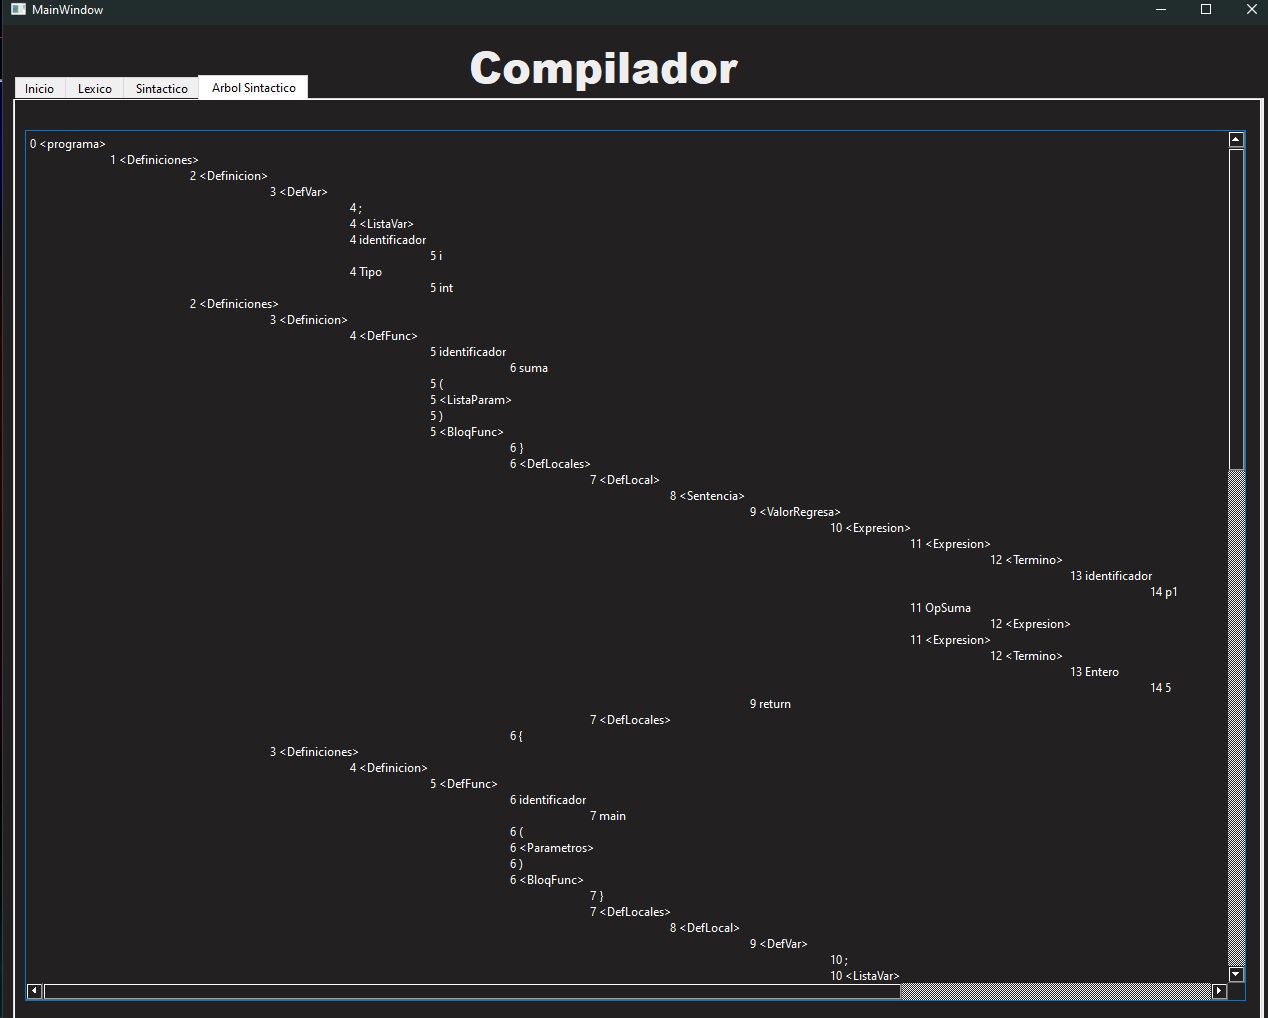 MainWindow
Compilador
Inicio Lexico Sintactico Arbol Sintactico
0 <programa>
1 <Definiciones>
2 <Definicion>
3 <DefVar>
4 ;
4 <ListaVar>
4 identificador
5 i
4 Tipo
5 int
2 <Definiciones>
3 <Definicion>
4 <DefFunc>
5 identificador
6 suma
5 (
5 <ListaParam>
5 )
5 <BloqFunc>
6 }
6 <DefLocales>
7 <DefLocal>
8 <Sentencia>
9 <ValorRegresa>
10 <Expresion>
11 <Expresion>
12 <Termino>
13 identificador
14 p1
11 OpSuma
12 <Expresion>
11 <Expresion>
12 <Termino>
13 Entero
14 5
9 return
7 <DefLocales>
6 {
3 <Definiciones>
4 <Definicion>
5 <DefFunc>
6 identificador
7 main
6 (
6 <Parametros>
6 )
6 <BloqFunc>
7 }
7 <DefLocales>
8 <DefLocal>
9 <DefVar>
10 ;
10 <ListaVar>